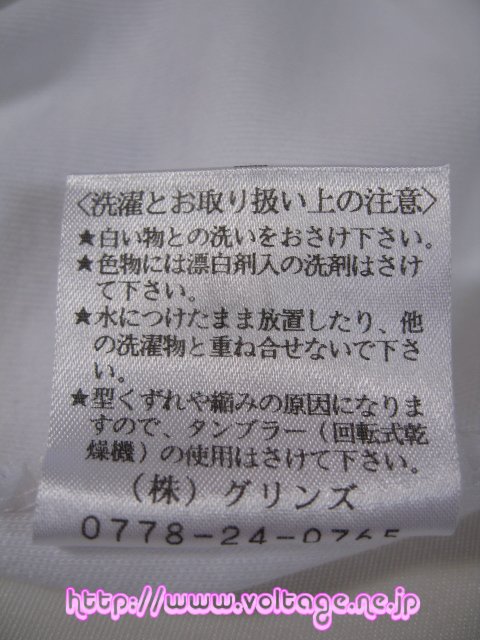 〈洗濯とお取り扱い上の注意〉
★白い物との洗いをおさけ下さい。
★色物には漂白剤入の洗剤はさけ
て下さい。
★水につけたまま放置したり、他
の洗濯物と重ね合せないで下さ
い。
★型くずれや縮みの原因になりま
すので、タンブラー（回転式乾
燥機）の使用はさけて下さい。
（株）グリンズ
0778-24-0765
http://www.voltage.ne.jp